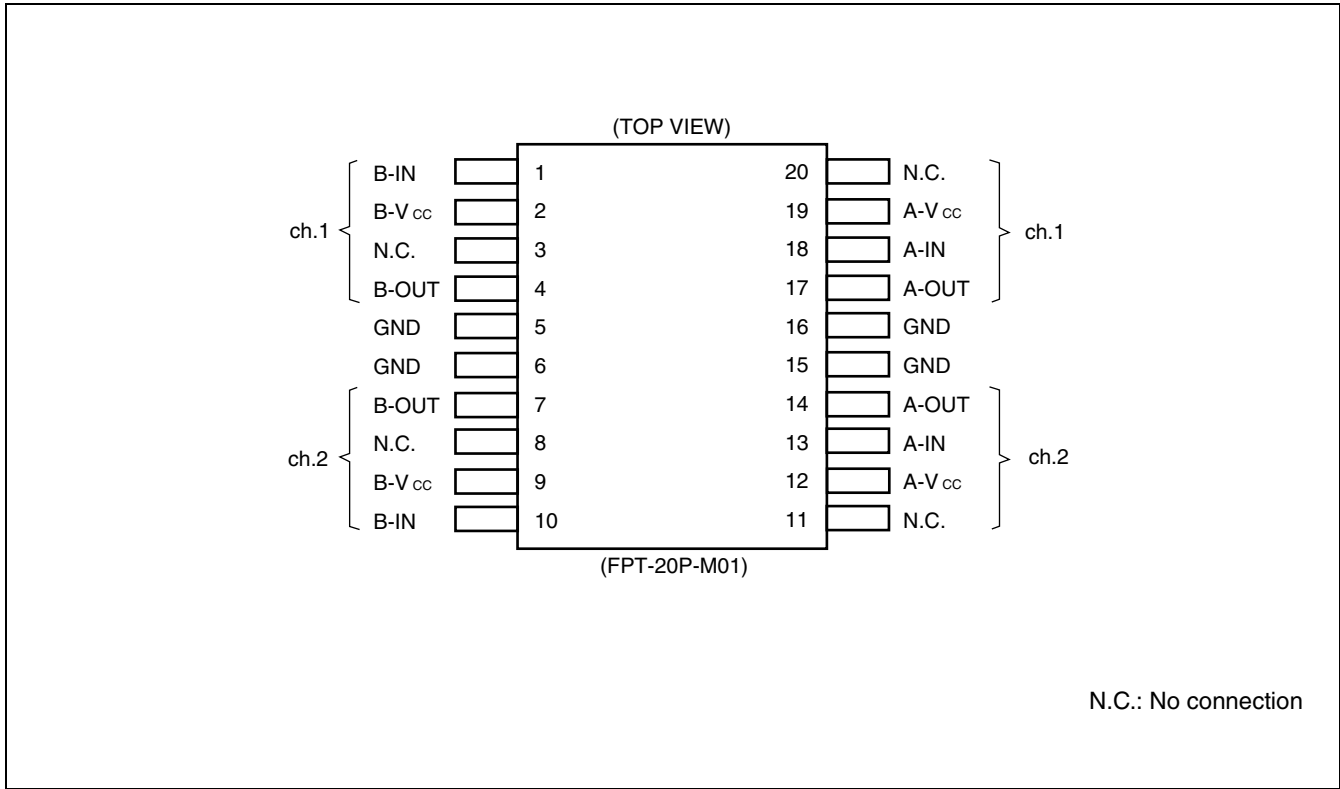 (TOP VIEW)
B-IN 1 20 N.C.
B-VCC 2 19 A-VCC
ch.1 N.C. 3 18 A-IN ch.1
B-OUT 4 17 A-OUT
GND 5 16 GND
GND 6 15 GND
B-OUT 7 14 A-OUT
ch.2 N.C. 8 13 A-IN ch.2
B-VCC 9 12 A-VCC
B-IN 10 11 N.C.
(FPT-20P-M01)
N.C.: No connection